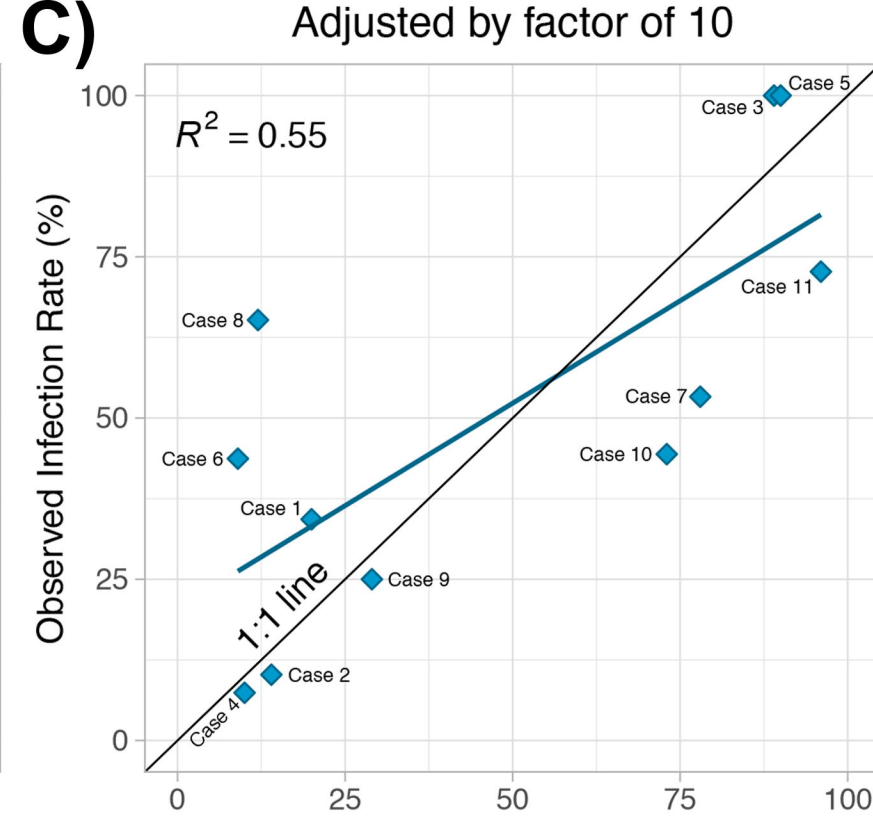 C)
Adjusted by factor of 10
Observed Infection Rate (%)
100
75
50
25
0
R² = 0.55
Case 5
Case 3
Case 11
Case 8
Case 7
Case 10
Case 6
Case 1
Case 9
1:1 line
Case 2
Case 4
0 25 50 75 100